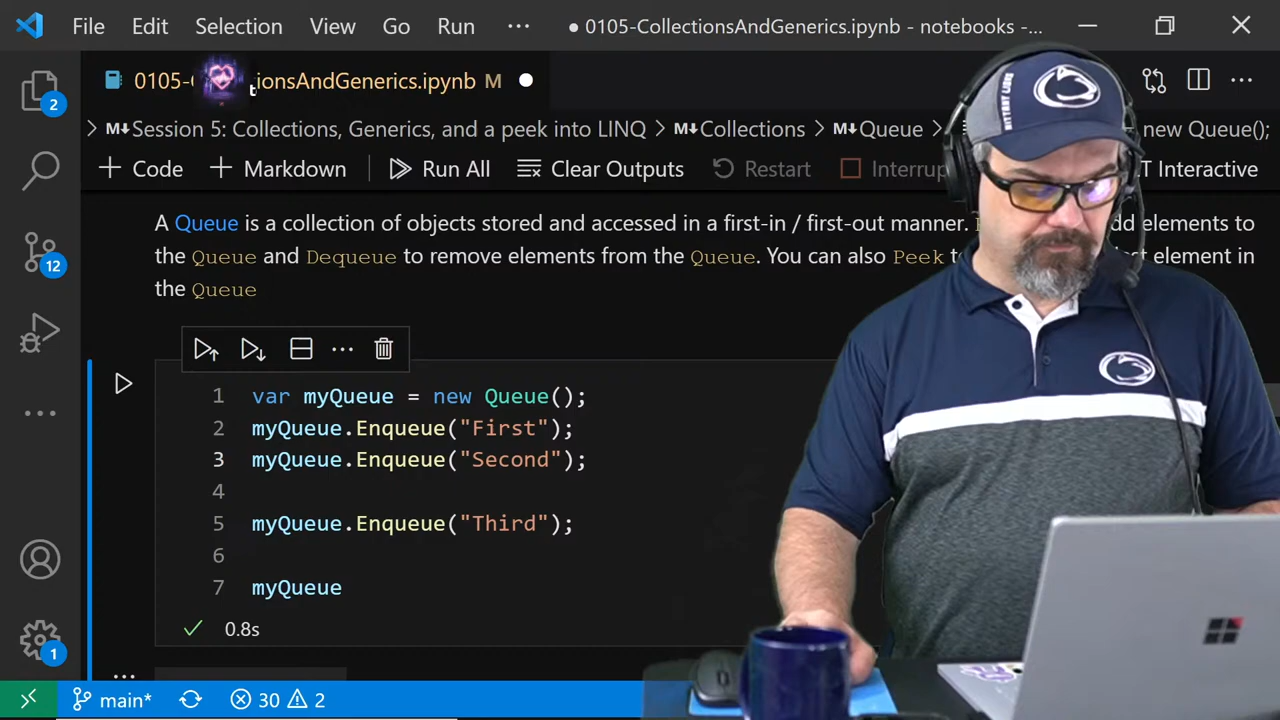 File Edit Selection View Go Run ··· ● 0105-CollectionsAndGenerics.ipynb - notebooks -...
0105- tionsAndGenerics.ipynb M
2
> M↓Session 5: Collections, Generics, and a peek into LINQ > M↓Collections > M↓Queue > new Queue();
+ Code + Markdown Run All Clear Outputs Restart Interrup T Interactive
A Queue is a collection of objects stored and accessed in a first-in / first-out manner. dd elements to
the Queue and Dequeue to remove elements from the Queue. You can also Peek t element in
the Queue
12
1 var myQueue = new Queue();
2 myQueue.Enqueue("First");
3 myQueue.Enqueue("Second");
4
5 myQueue.Enqueue("Third");
6
7 myQueue
0.8s
1
main* 30 2
NITTANY LIONS